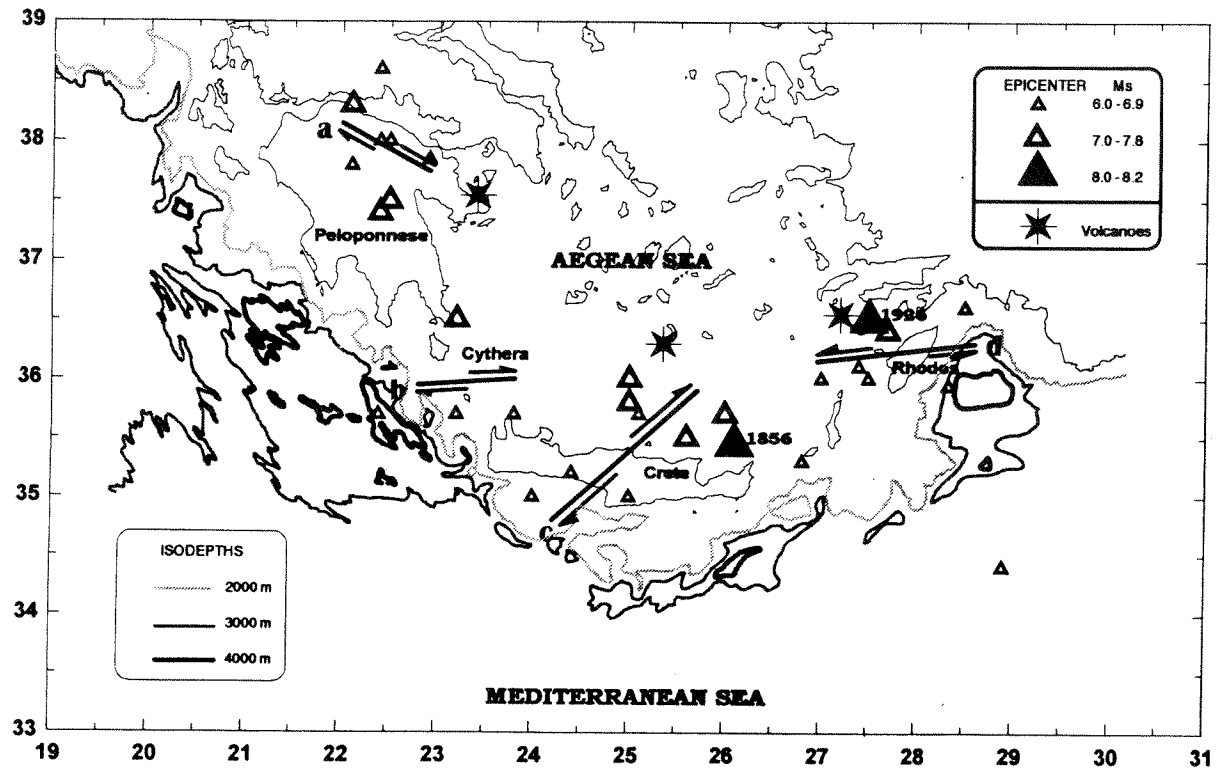 39
38
37
36
35
34
33
19
20
21
22
23
24
25
26
27
28
29
30
31
EPICENTER Ms
6.0 - 6.9
7.0 - 7.8
8.0 - 8.2
Volcanoes
a
Peloponnese
AEGEAN SEA
1926
d
Rhodes
Cythera
b
1856
Crete
c
ISODEPTHS
2000 m
3000 m
4000 m
MEDITERRANEAN SEA